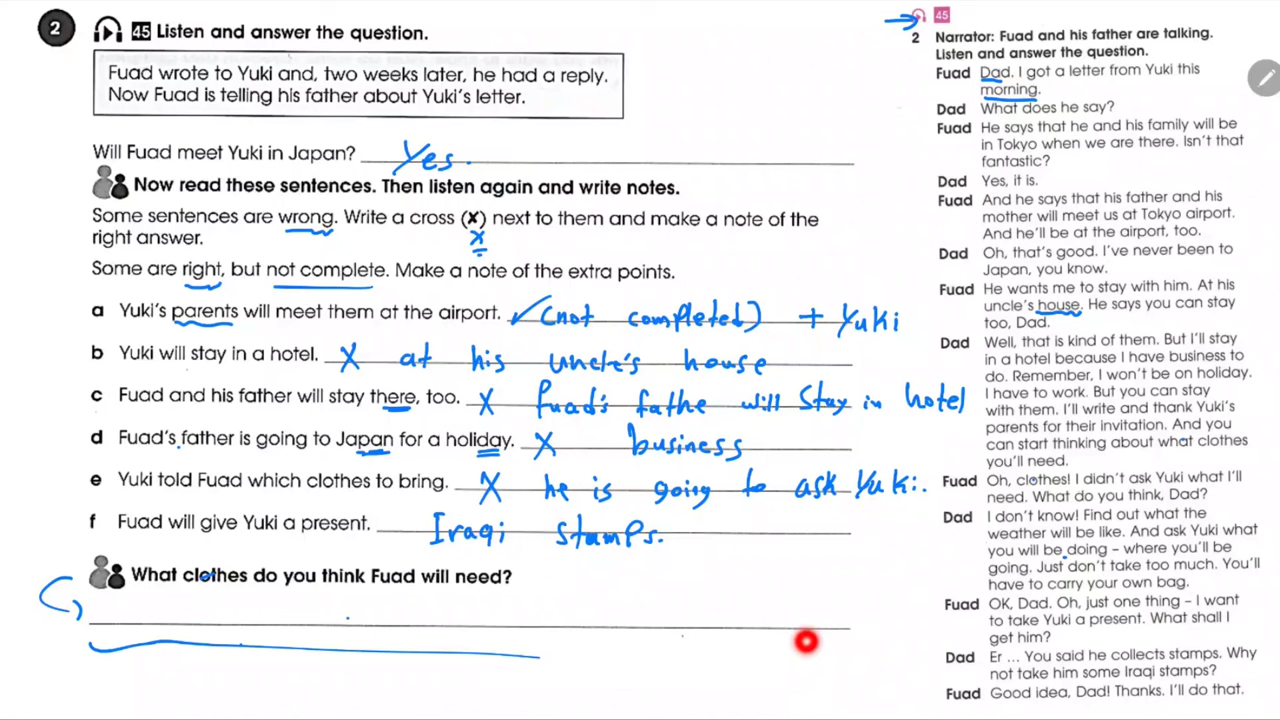 2 45 Listen and answer the question.
Fuad wrote to Yuki and, two weeks later, he had a reply.
Now Fuad is telling his father about Yuki's letter.
Will Fuad meet Yuki in Japan? Yes.
Now read these sentences. Then listen again and write notes.
Some sentences are wrong. Write a cross (X) next to them and make a note of the
right answer. X
Some are right, but not complete. Make a note of the extra points.
a Yuki's parents will meet them at the airport. ✓ (not completed) + Yuki
b Yuki will stay in a hotel. X at his uncle's house
c Fuad and his father will stay there, too. X fuad's fathe will stay in hotel
d Fuad's father is going to Japan for a holiday. X business
e Yuki told Fuad which clothes to bring. X he is going to ask Yuki.
f Fuad will give Yuki a present. Iraqi stamps.
What clothes do you think Fuad will need?
45
2 Narrator: Fuad and his father are talking.
Listen and answer the question.
Fuad Dad. I got a letter from Yuki this
morning.
Dad What does he say?
Fuad He says that he and his family will be
in Tokyo when we are there. Isn't that
fantastic?
Dad Yes, it is.
Fuad And he says that his father and his
mother will meet us at Tokyo airport.
And he'll be at the airport, too.
Dad Oh, that's good. I've never been to
Japan, you know.
Fuad He wants me to stay with him. At his
uncle's house. He says you can stay
too, Dad.
Dad Well, that is kind of them. But I'll stay
in a hotel because I have business to
do. Remember, I won't be on holiday.
I have to work. But you can stay
with them. I'll write and thank Yuki's
parents for their invitation. And you
can start thinking about what clothes
you'll need.
Fuad Oh, clothes! I didn't ask Yuki what I'll
need. What do you think, Dad?
Dad I don't know! Find out what the
weather will be like. And ask Yuki what
you will be doing – where you'll be
going. Just don't take too much. You'll
have to carry your own bag.
Fuad OK, Dad. Oh, just one thing – I want
to take Yuki a present. What shall I
get him?
Dad Er ... You said he collects stamps. Why
not take him some Iraqi stamps?
Fuad Good idea, Dad! Thanks. I'll do that.